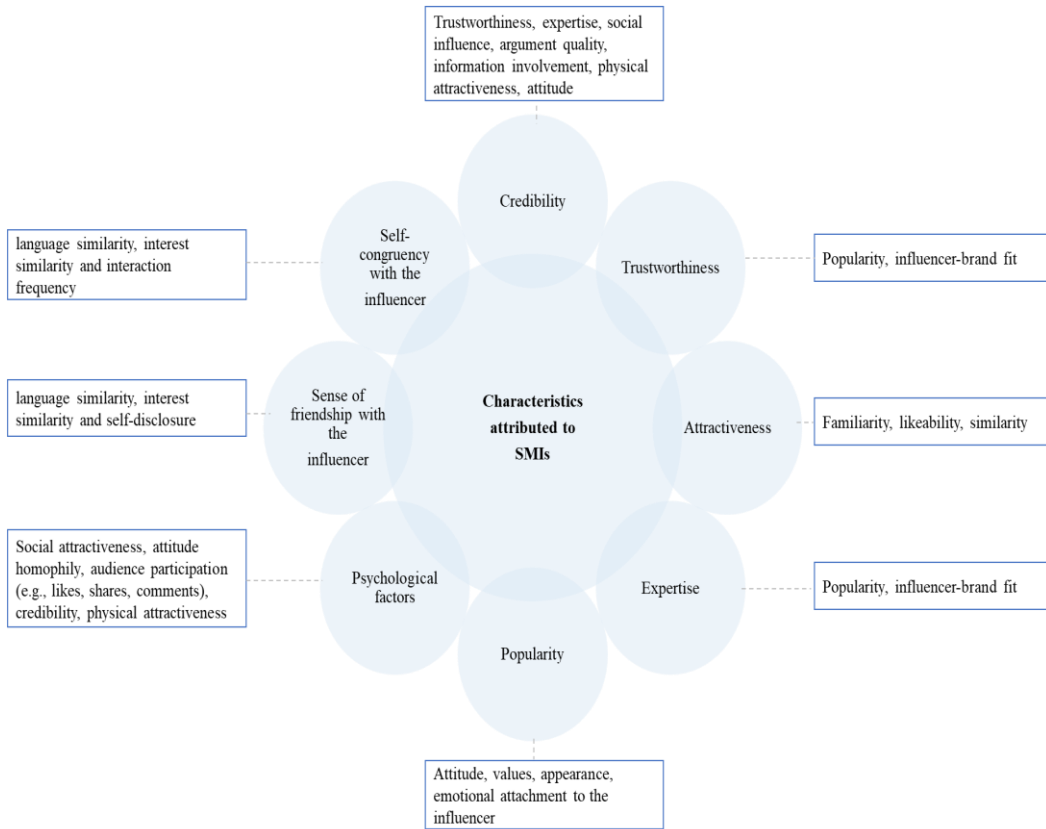 Trustworthiness, expertise, social
influence, argument quality,
information involvement, physical
attractiveness, attitude
Credibility
Self-
congruency
with the
influencer
language similarity, interest
similarity and interaction
frequency
Trustworthiness
Popularity, influencer-brand fit
language similarity, interest
similarity and self-disclosure
Sense of
friendship with
the
influencer
Characteristics
attributed to
SMIs
Attractiveness
Familiarity, likeability, similarity
Social attractiveness, attitude
homophily, audience participation
(e.g., likes, shares, comments),
credibility, physical attractiveness
Psychological
factors
Expertise
Popularity, influencer-brand fit
Popularity
Attitude, values, appearance,
emotional attachment to the
influencer